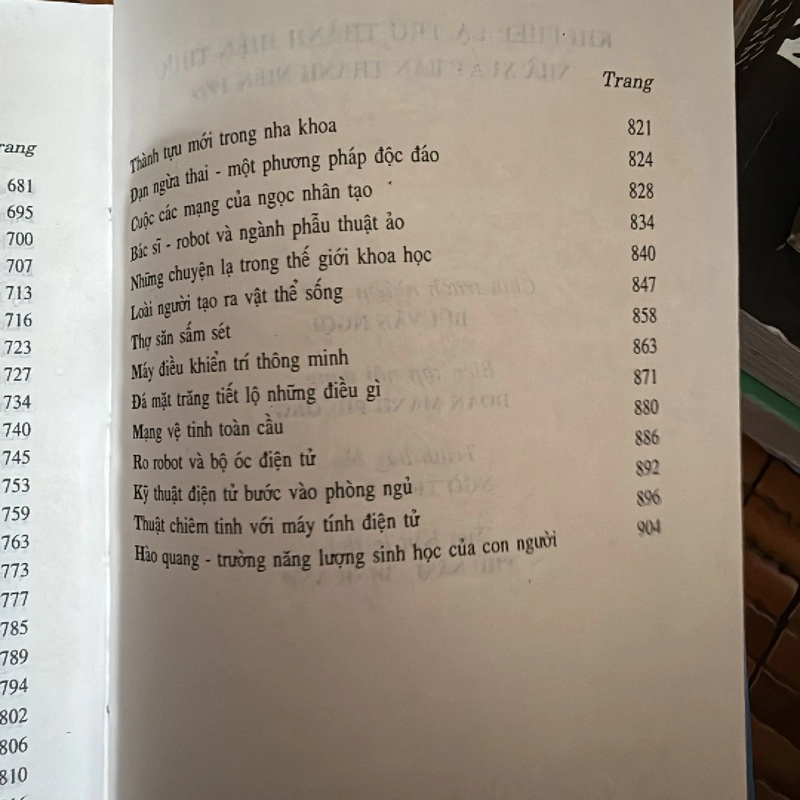 Trang
681
695
700
707
713
716
723
727
734
740
745
753
759
763
773
777
785
789
794
802
806
810
Trang
Thành tựu mới trong nha khoa 821
Đạn ngừa thai - một phương pháp độc đáo 824
Cuộc các mạng của ngọc nhân tạo 828
Bác sĩ - robot và ngành phẫu thuật ảo 834
Những chuyện lạ trong thế giới khoa học 840
Loài người tạo ra vật thể sống 847
Thợ săn sấm sét 858
Máy điều khiển trí thông minh 863
Đá mặt trăng tiết lộ những điều gì 871
Mạng vệ tinh toàn cầu 880
Ro robot và bộ óc điện tử 886
Kỹ thuật điện tử bước vào phòng ngủ 892
Thuật chiêm tinh với máy tính điện tử 896
Hào quang - trường năng lượng sinh học của con người 904